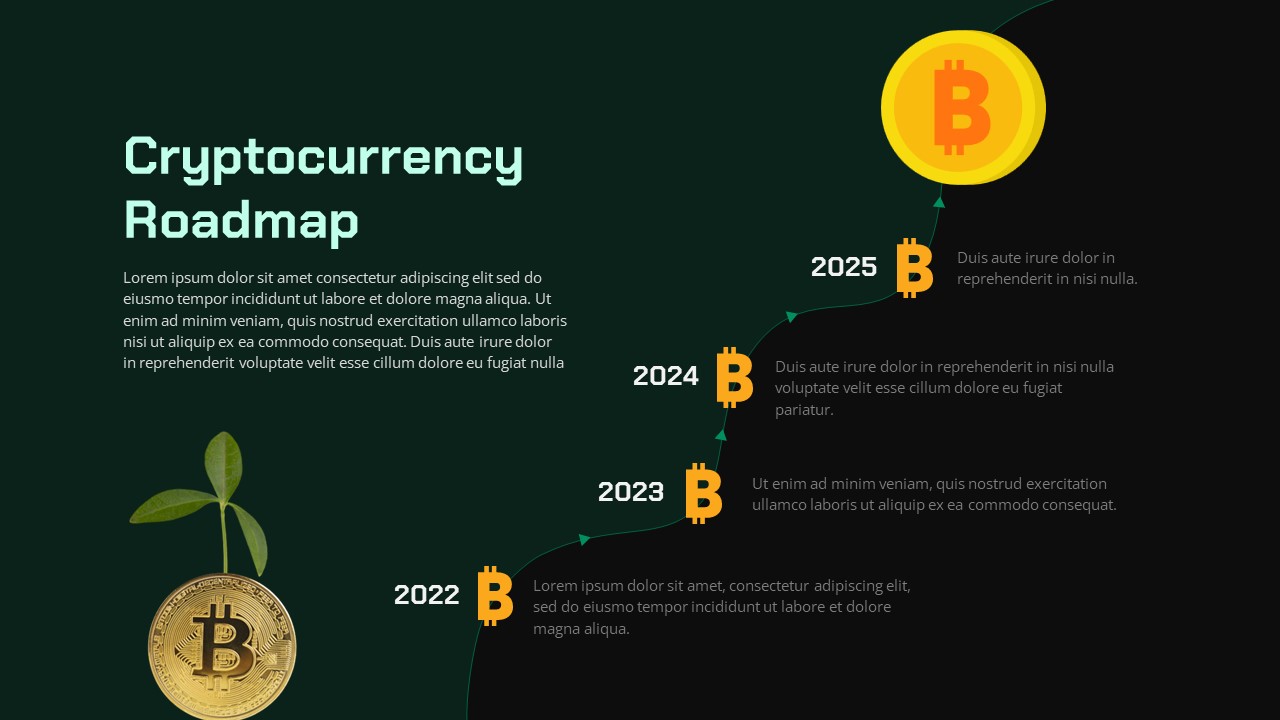 Cryptocurrency
Roadmap
Lorem ipsum dolor sit amet consectetur adipiscing elit sed do
eiusmo tempor incididunt ut labore et dolore magna aliqua. Ut
enim ad minim veniam, quis nostrud exercitation ullamco laboris
nisi ut aliquip ex ea commodo consequat. Duis aute irure dolor
in reprehenderit voluptate velit esse cillum dolore eu fugiat nulla
2025
Duis aute irure dolor in
reprehenderit in nisi nulla.
2024
Duis aute irure dolor in reprehenderit in nisi nulla
voluptate velit esse cillum dolore eu fugiat
pariatur.
2023
Ut enim ad minim veniam, quis nostrud exercitation
ullamco laboris ut aliquip ex ea commodo consequat.
2022
Lorem ipsum dolor sit amet, consectetur adipiscing elit,
sed do eiusmo tempor incididunt ut labore et dolore
magna aliqua.